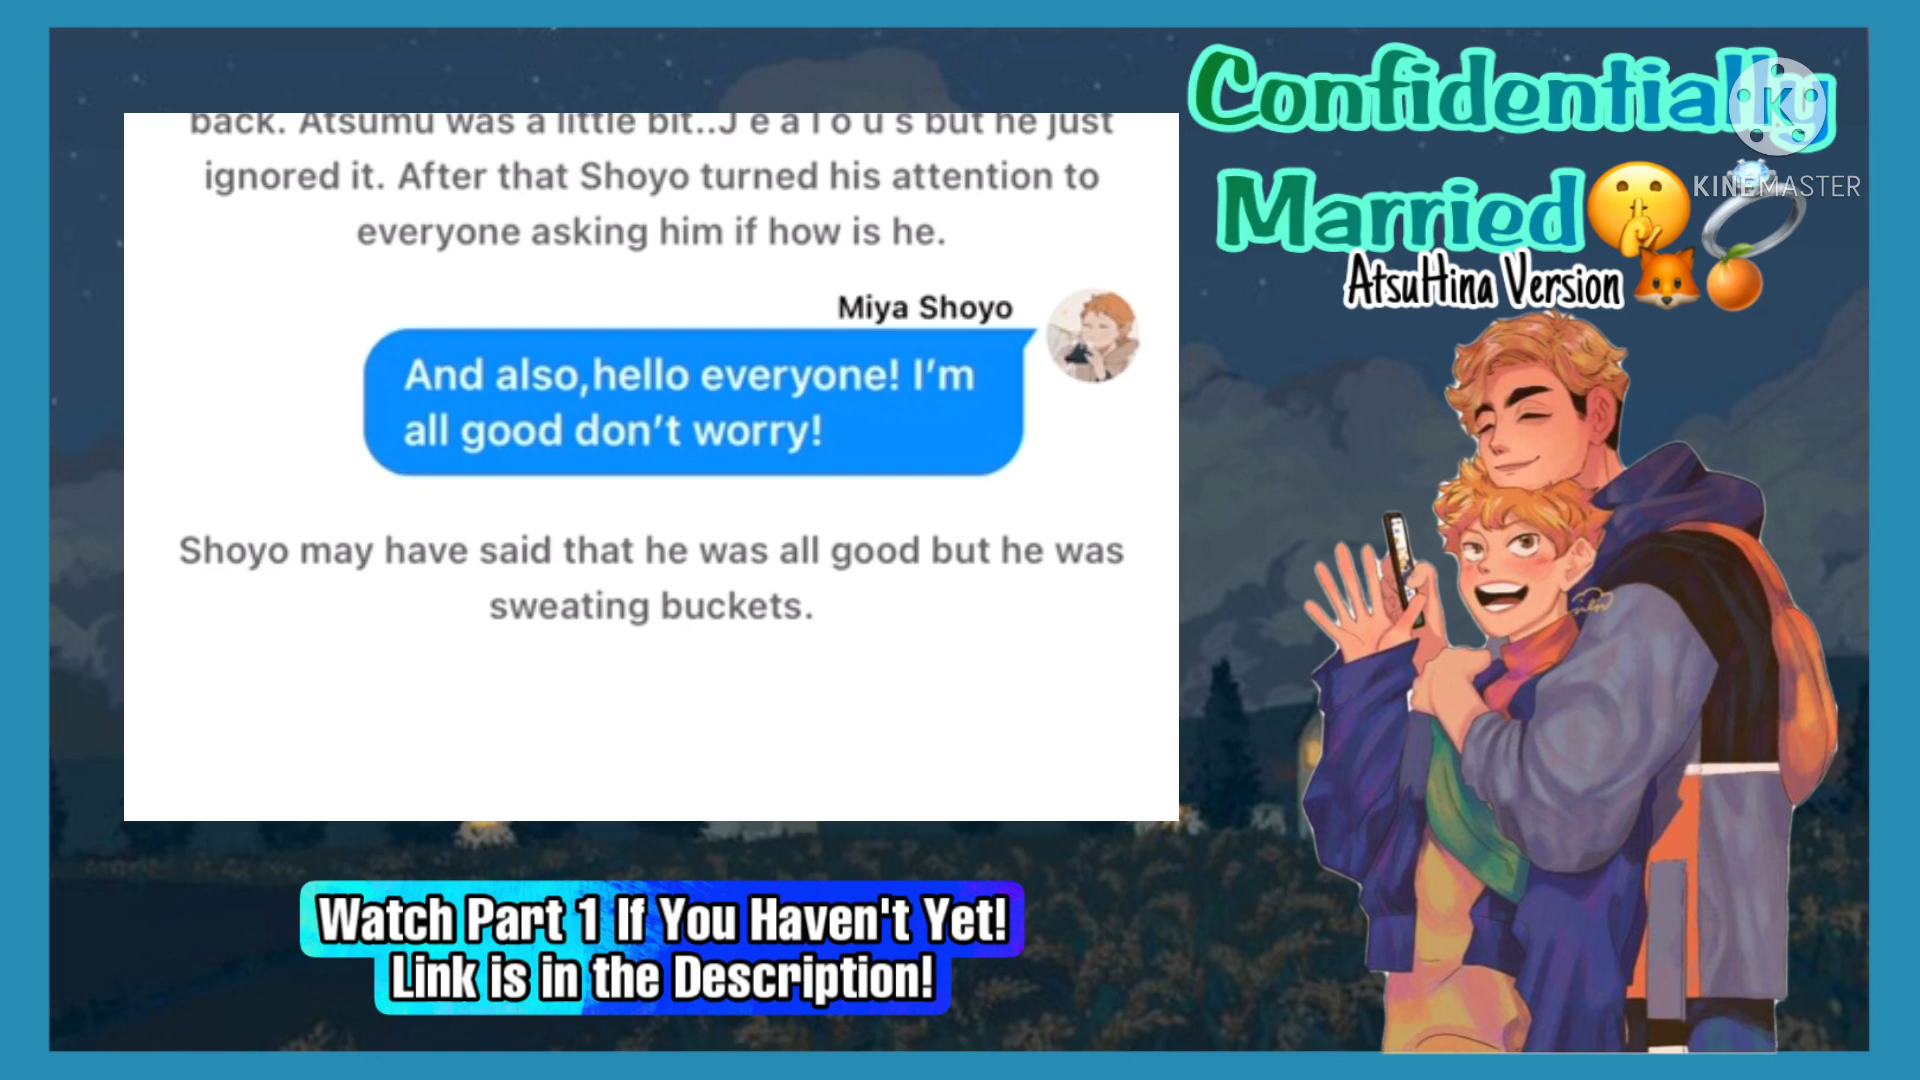 back. Atsumu was a little bit..J e a l o u s but he just
ignored it. After that Shoyo turned his attention to
everyone asking him if how is he.
Miya Shoyo
And also,hello everyone! I’m
all good don’t worry!
Shoyo may have said that he was all good but he was
sweating buckets.
Confidentially
Married
AtsuHina Version
K
KINEMASTER
Watch Part 1 If You Haven't Yet!
Link is in the Description!